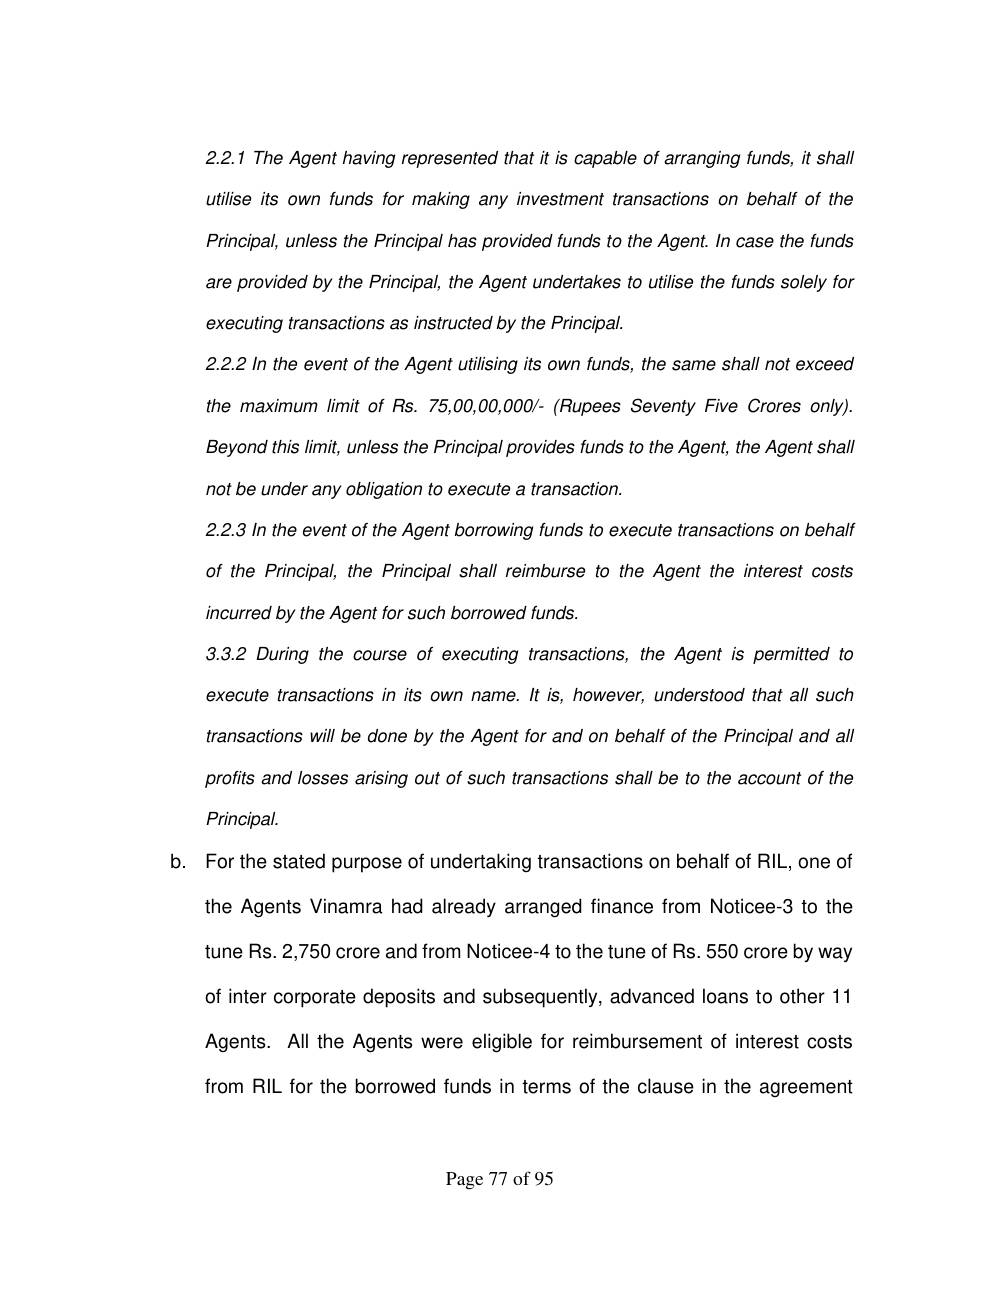 2.2.1 The Agent having represented that it is capable of arranging funds, it shall
utilise its own funds for making any investment transactions on behalf of the
Principal, unless the Principal has provided funds to the Agent. In case the funds
are provided by the Principal, the Agent undertakes to utilise the funds solely for
executing transactions as instructed by the Principal.
2.2.2 In the event of the Agent utilising its own funds, the same shall not exceed
the maximum limit of Rs. 75,00,00,000/- (Rupees Seventy Five Crores only).
Beyond this limit, unless the Principal provides funds to the Agent, the Agent shall
not be under any obligation to execute a transaction.
2.2.3 In the event of the Agent borrowing funds to execute transactions on behalf
of the Principal, the Principal shall reimburse to the Agent the interest costs
incurred by the Agent for such borrowed funds.
3.3.2 During the course of executing transactions, the Agent is permitted to
execute transactions in its own name. It is, however, understood that all such
transactions will be done by the Agent for and on behalf of the Principal and all
profits and losses arising out of such transactions shall be to the account of the
Principal.
b. For the stated purpose of undertaking transactions on behalf of RIL, one of
the Agents Vinamra had already arranged finance from Noticee-3 to the
tune Rs. 2,750 crore and from Noticee-4 to the tune of Rs. 550 crore by way
of inter corporate deposits and subsequently, advanced loans to other 11
Agents. All the Agents were eligible for reimbursement of interest costs
from RIL for the borrowed funds in terms of the clause in the agreement
Page 77 of 95